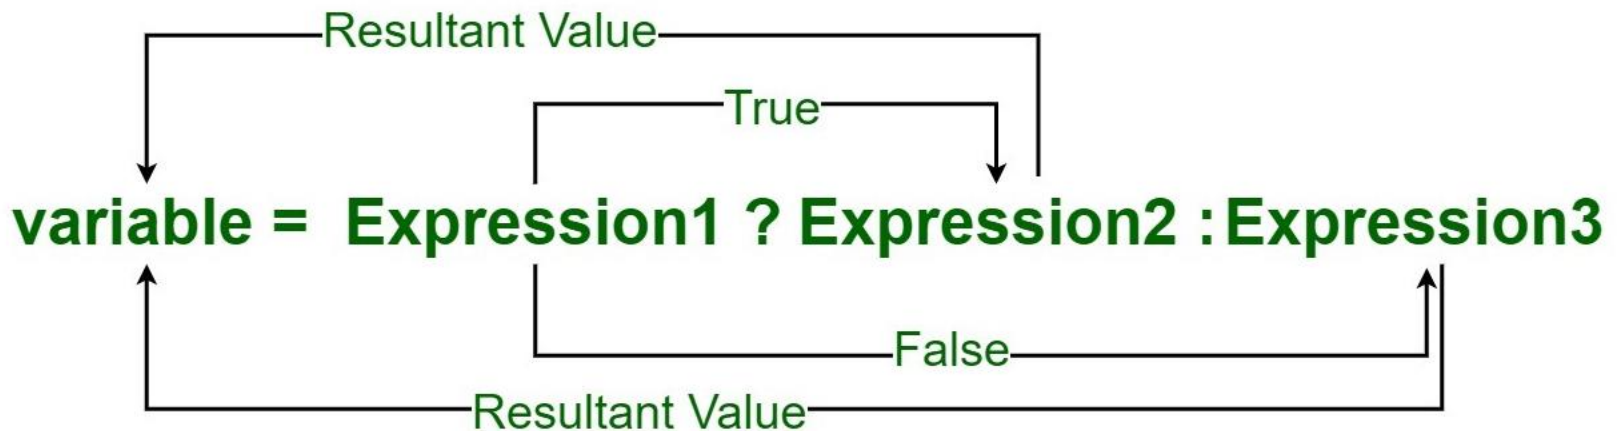 Resultant Value
True
variable = Expression1 ? Expression2 : Expression3
False
Resultant Value